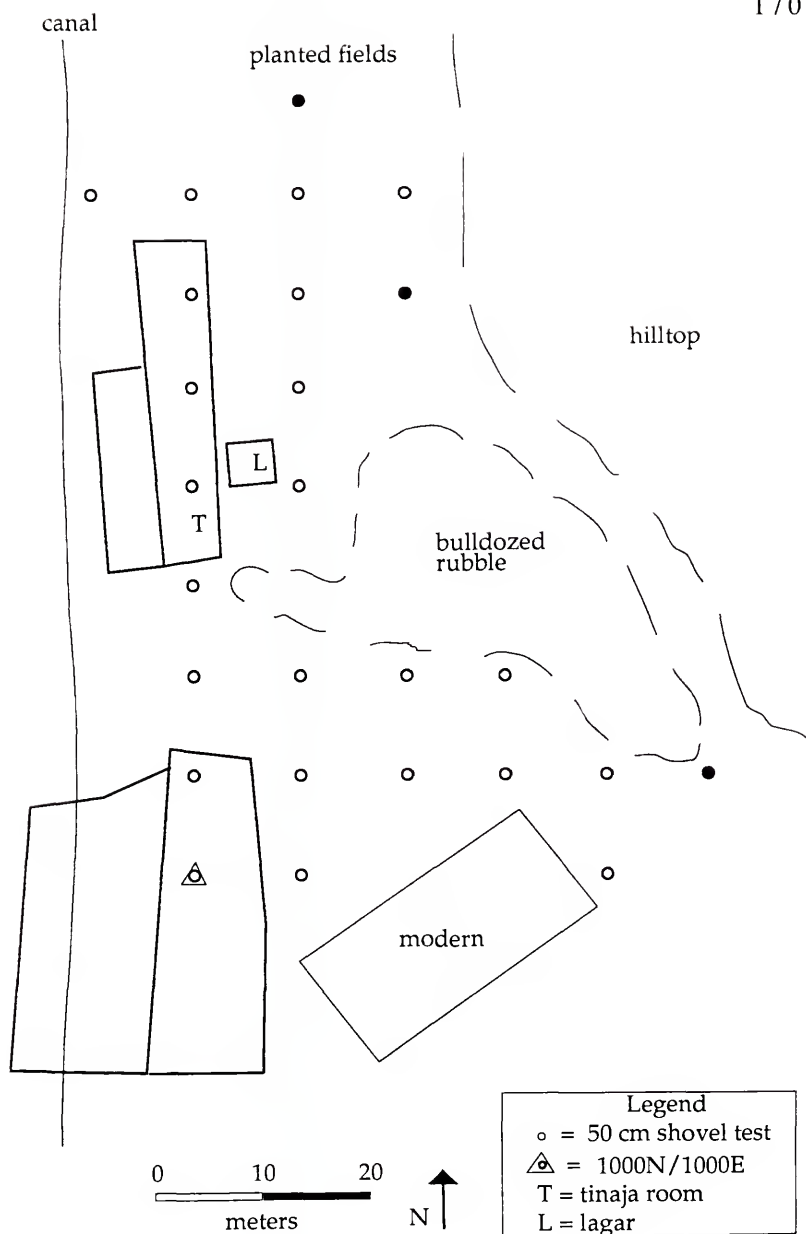 170
canal
planted fields
hilltop
L
T
bulldozed
rubble
modern
Legend
= 50 cm shovel test
= 1000N/1000E
T = tinaja room
L = lagar
0 10 20
meters
N